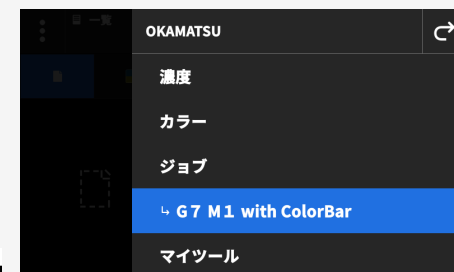 一覧
OKAMATSU
濃度
カラー
ジョブ
↳ G７ M１ with ColorBar
マイツール